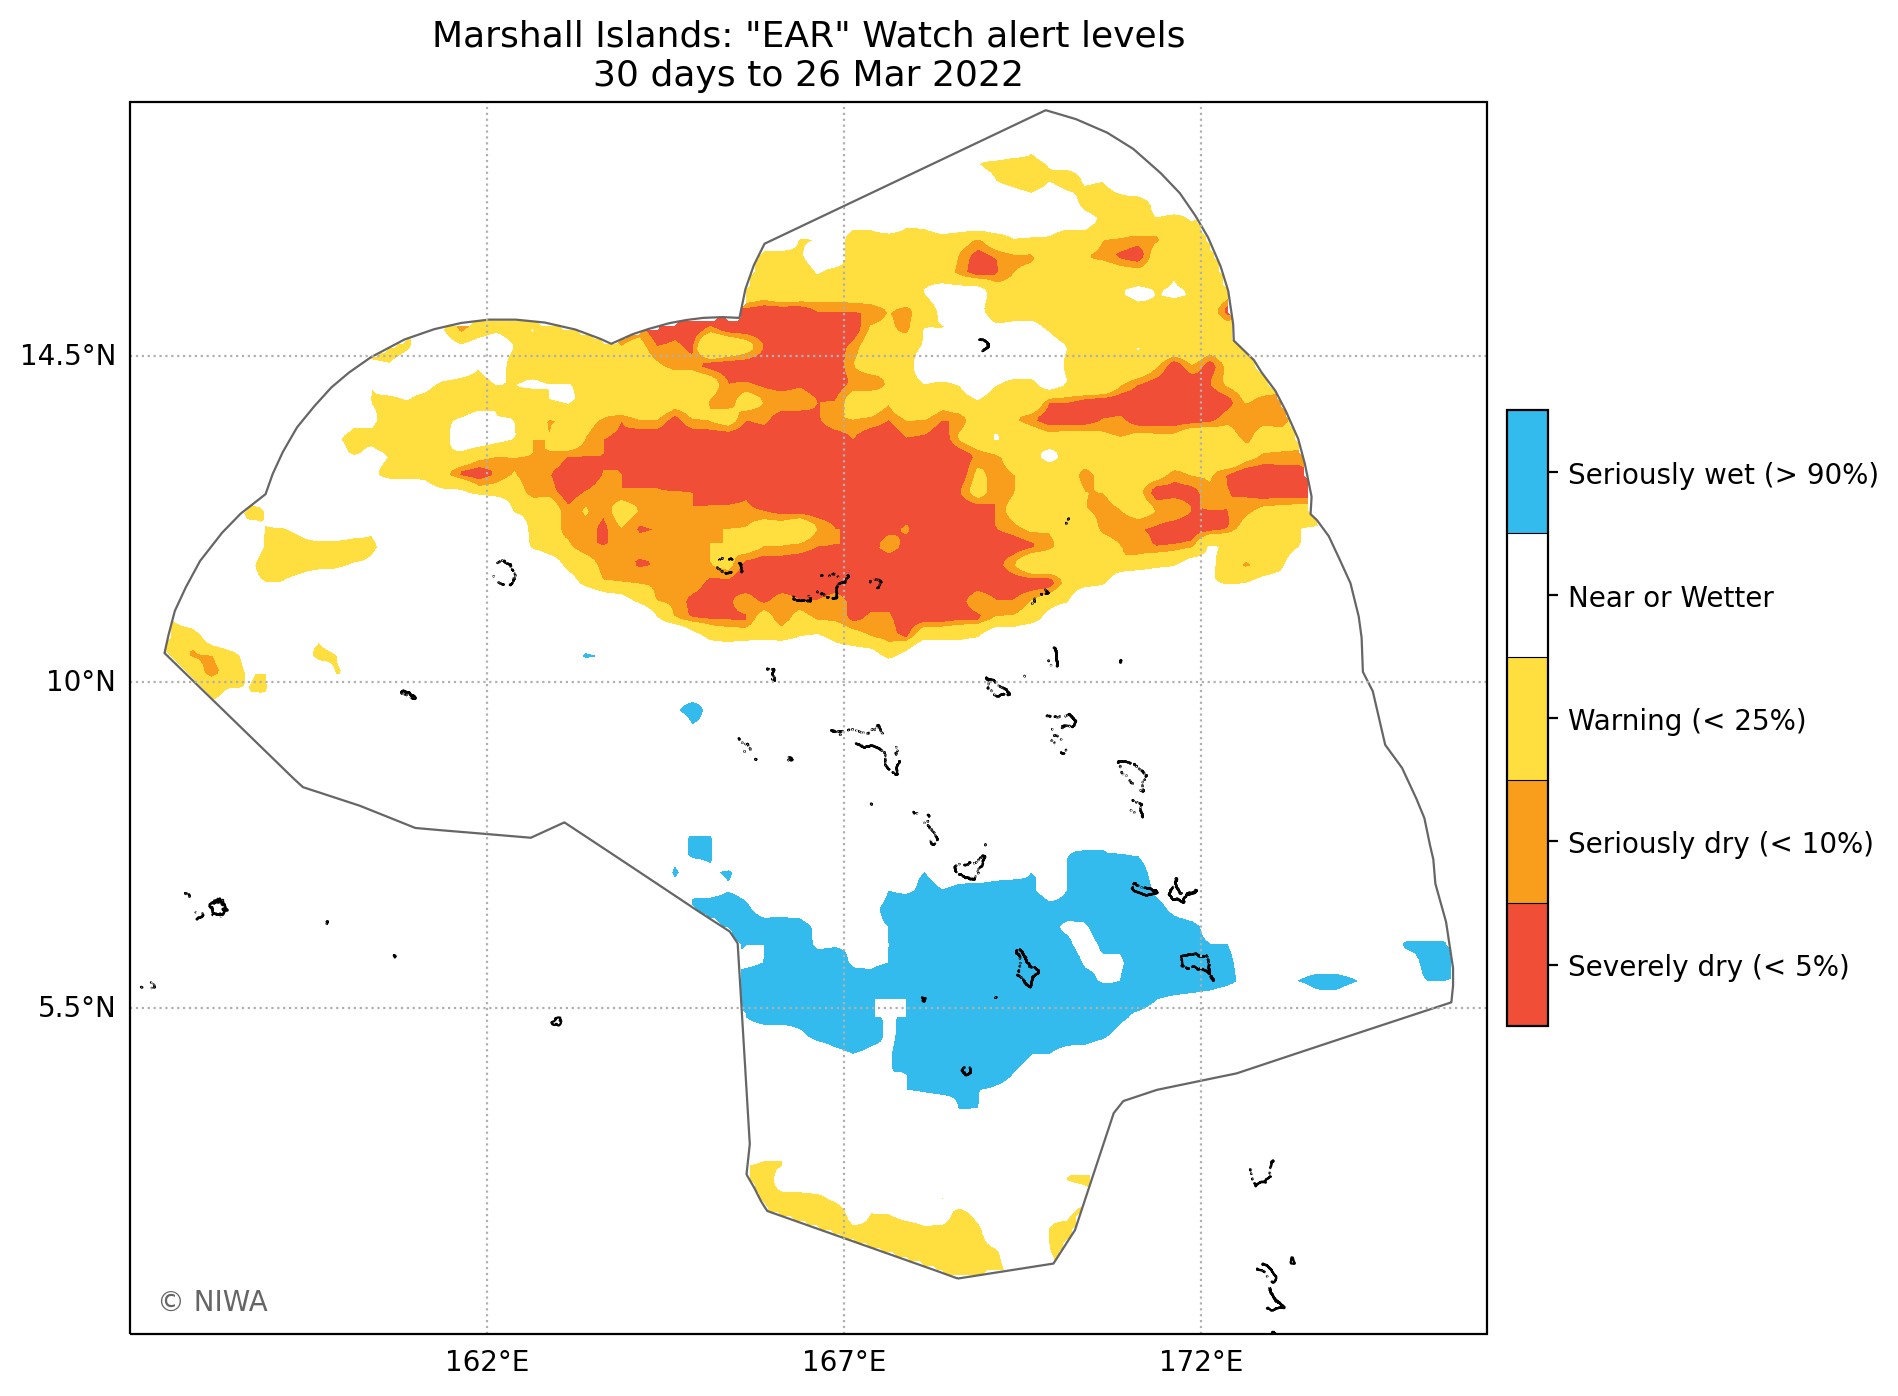 Marshall Islands: "EAR" Watch alert levels
30 days to 26 Mar 2022
14.5°N
10°N
5.5°N
162°E
167°E
172°E
Seriously wet (> 90%)
Near or Wetter
Warning (< 25%)
Seriously dry (< 10%)
Severely dry (< 5%)
© NIWA